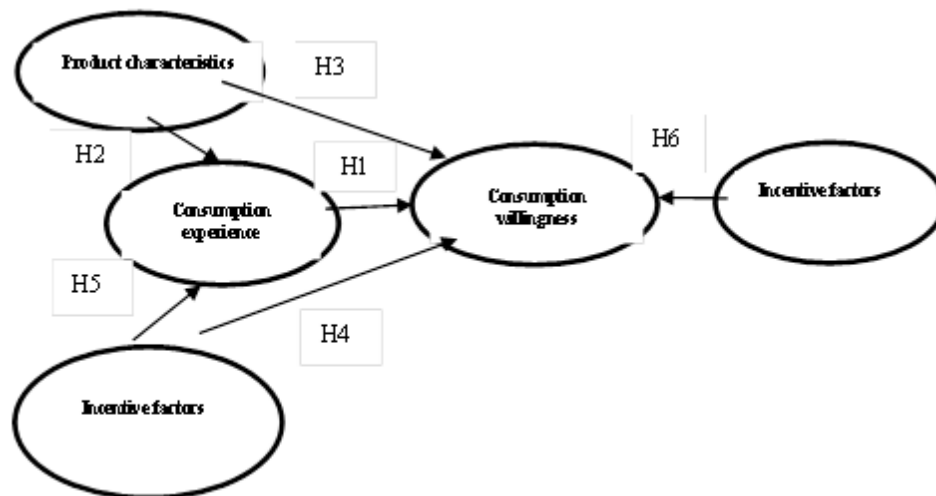 Product characteristics
H3
H2
H1
H6
Consumption
experience
Consumption
willingness
Incentive factors
H5
H4
Incentive factors